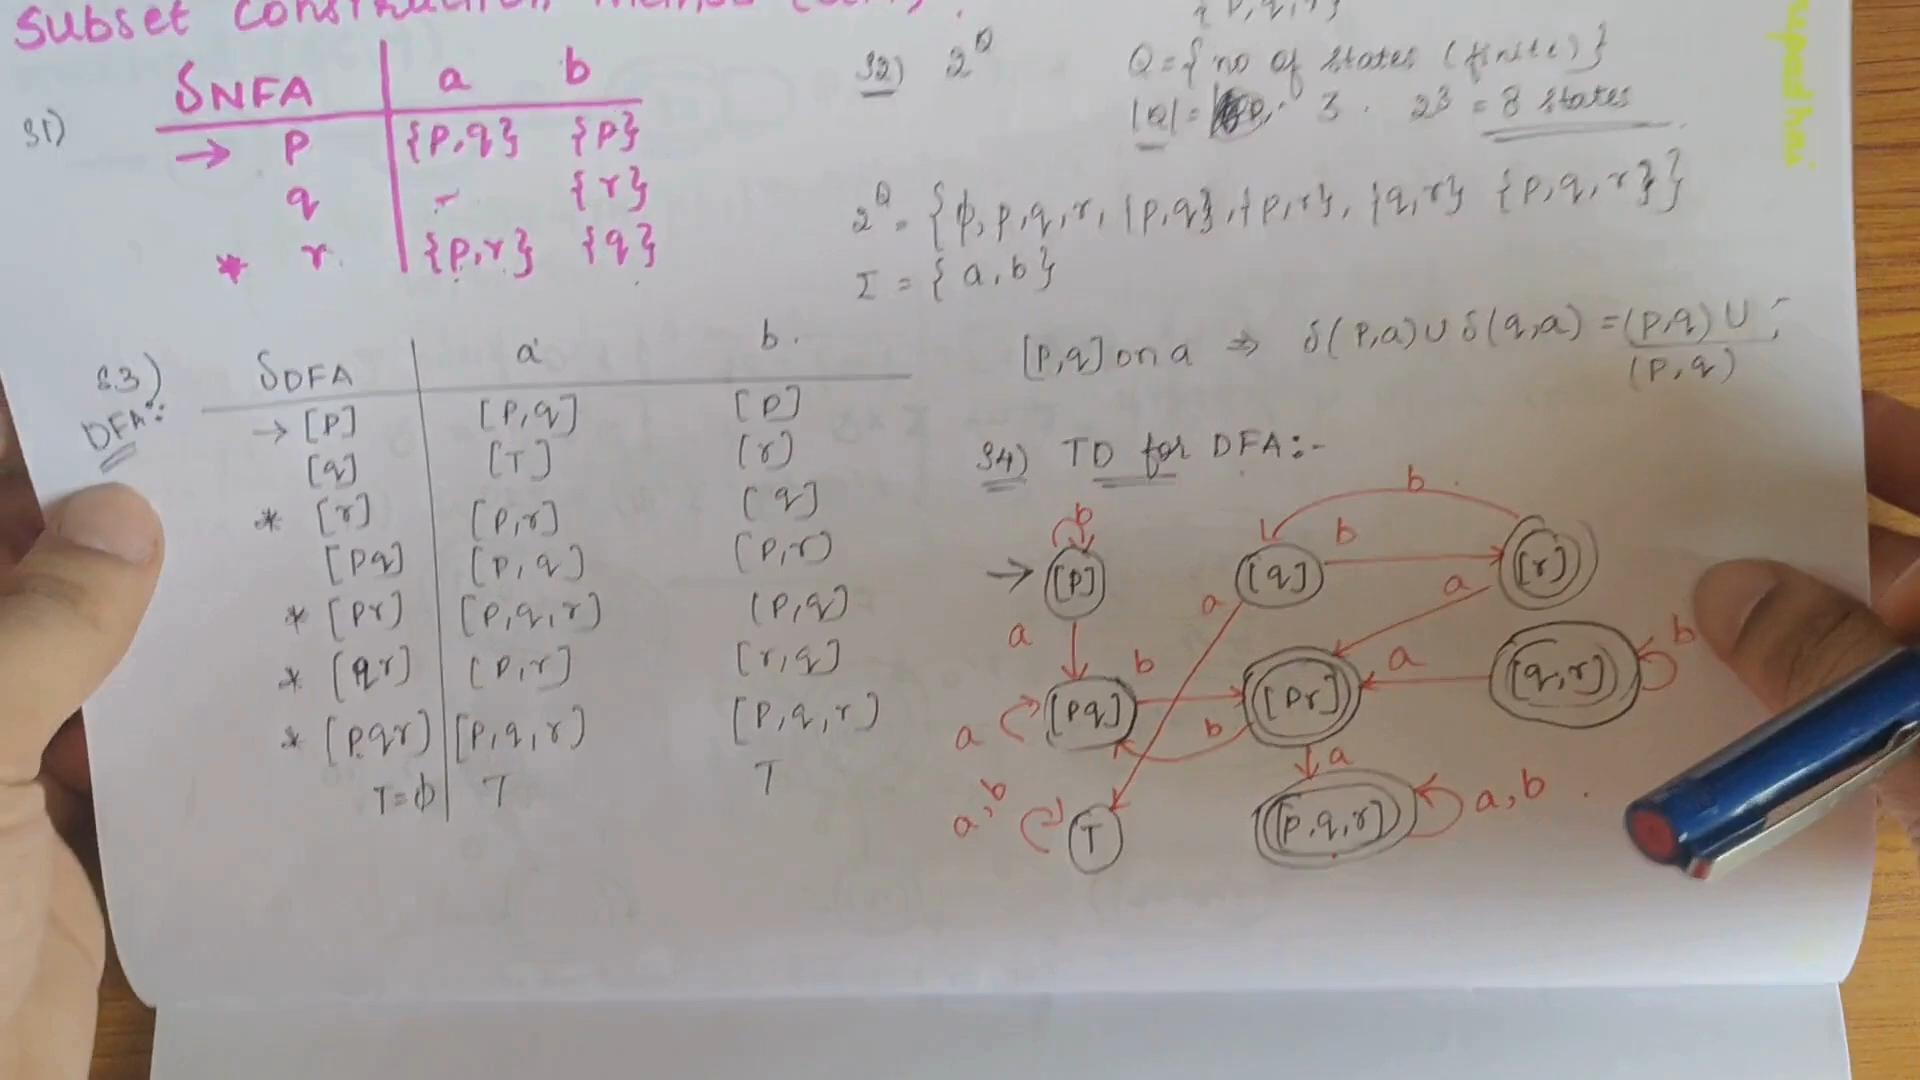 Subset Construction Method
δNFA a b
S1)
→ P {P,q} {P}
q - {r}
* r {P,r} {q}
S2) 2^Q
{P,q,r}
Q={no of states (finite)}
|Q|= 3. 2³ = 8 states
2^Q = {ϕ, P, q, r, {P,q}, {P,r}, {q,r} {P,q,r}}
Σ = {a,b}
S3) δDFA a b.
DFA:
→ [P] [P,q] [P]
[q] [T] [r]
* [r] [P,r] [q]
[Pq] [P,q] [P,r]
* [Pr] [P,q,r] [P,q]
* [qr] [P,r] [r,q]
* [Pqr] [P,q,r] [P,q,r]
T=ϕ T T
[P,q] on a ⇒ δ(P,a) ∪ δ(q,a) = (P,q) ∪ -
(P,q)
S4) TD for DFA:-
b
b b
→ [P] [q] [r]
a a a
b a b
a [Pq] [Pr] [q,r]
b a
a,b T [P,q,r] a,b